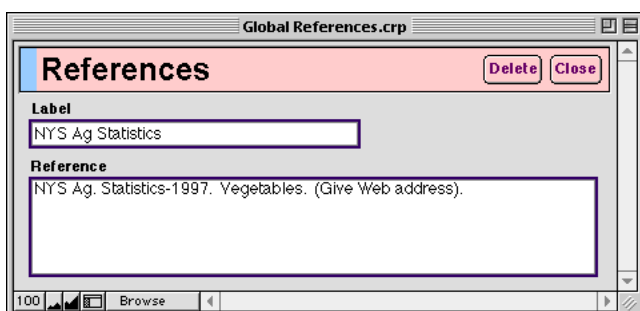 Global References.crp
References
Delete Close
Label
NYS Ag Statistics
Reference
NYS Ag. Statistics-1997. Vegetables. (Give Web address).
100 Browse